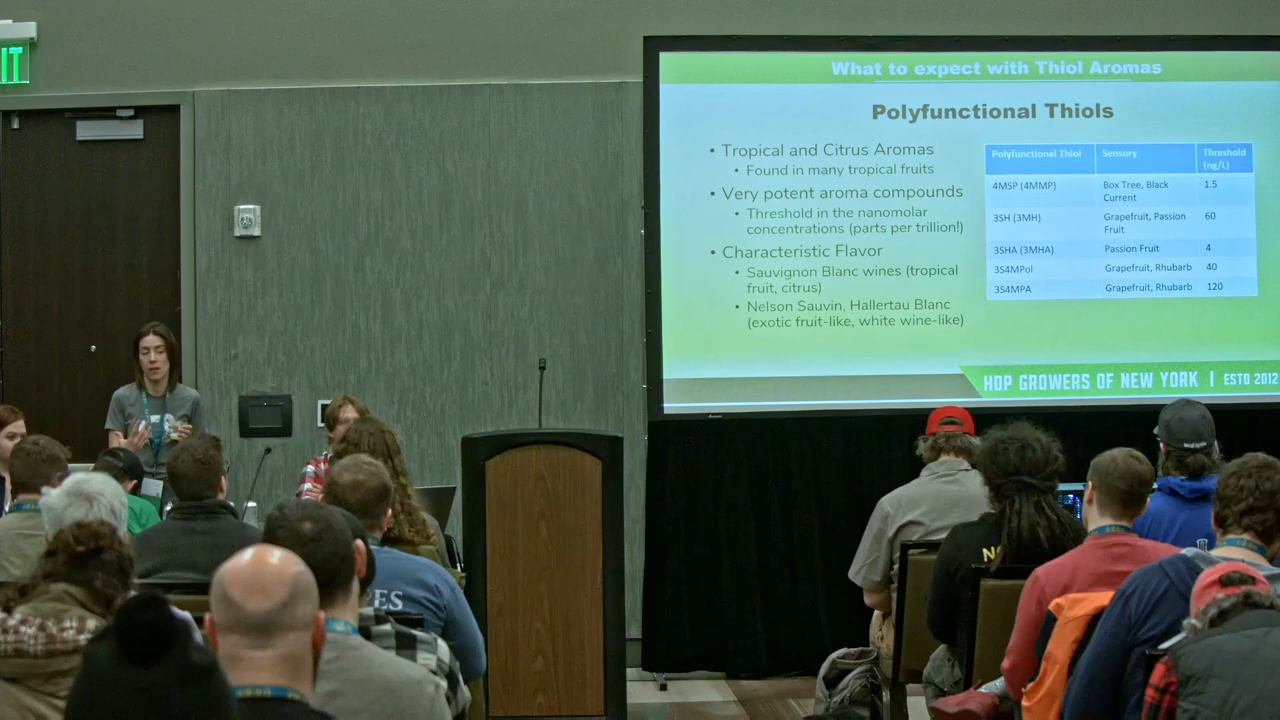 IT
What to expect with Thiol Aromas
Polyfunctional Thiols
• Tropical and Citrus Aromas
• Found in many tropical fruits
• Very potent aroma compounds
• Threshold in the nanomolar
concentrations (parts per trillion!)
• Characteristic Flavor
• Sauvignon Blanc wines (tropical
fruit, citrus)
• Nelson Sauvin, Hallertau Blanc
(exotic fruit-like, white wine-like)
Polyfunctional Thiol Sensory Threshold
(ng/L)
4MSP (4MMP) Box Tree, Black 1.5
Current
3SH (3MH) Grapefruit, Passion 60
Fruit
3SHA (3MHA) Passion Fruit 4
3S4MPol Grapefruit, Rhubarb 40
3S4MPA Grapefruit, Rhubarb 120
HOP GROWERS OF NEW YORK | ESTD 2012
ES